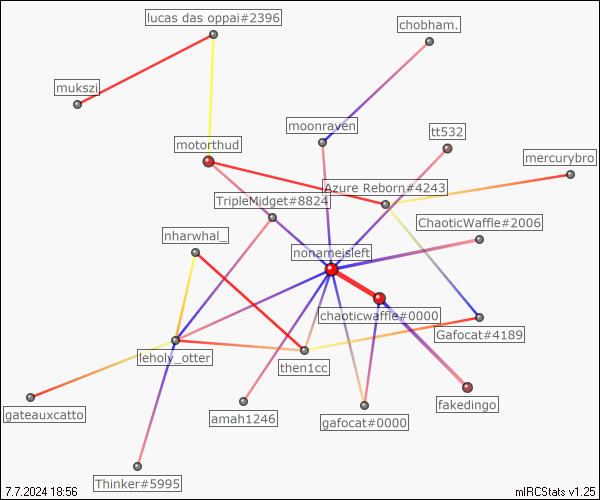 lucas das oppai#2396
chobham.
mukszi
moonraven
tt532
motorthud
mercurybro
Azure Reborn#4243
TripleMidget#8824
ChaoticWaffle#2006
nharwhal_
nonameisleft
chaoticwaffle#0000
Gafocat#4189
leholy_otter
then1cc
fakedingo
gateauxcatto
amah1246
gafocat#0000
Thinker#5995
7.7.2024 18:56
mIRCStats v1.25